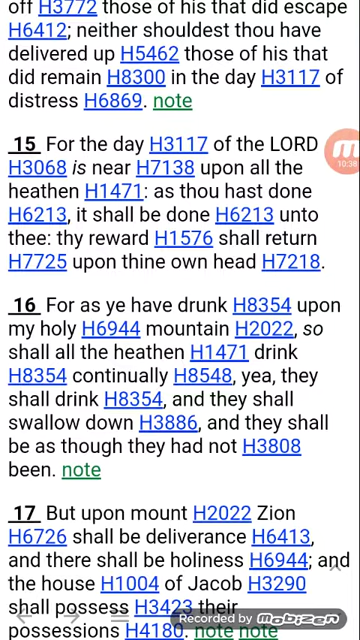 off H3772 those of his that did escape
H6412; neither shouldest thou have
delivered up H5462 those of his that
did remain H8300 in the day H3117 of
distress H6869. note
15 For the day H3117 of the LORD
H3068 is near H7138 upon all the
heathen H1471: as thou hast done
H6213, it shall be done H6213 unto
thee: thy reward H1576 shall return
H7725 upon thine own head H7218.
10:36
16 For as ye have drunk H8354 upon
my holy H6944 mountain H2022, so
shall all the heathen H1471 drink
H8354 continually H8548, yea, they
shall drink H8354, and they shall
swallow down H3886, and they shall
be as though they had not H3808
been. note
17 But upon mount H2022 Zion
H6726 shall be deliverance H6413,
and there shall be holiness H6944; and
the house H1004 of Jacob H3290
shall possess H3423 their
Recorded by Mobizen
possessions H4180. note note